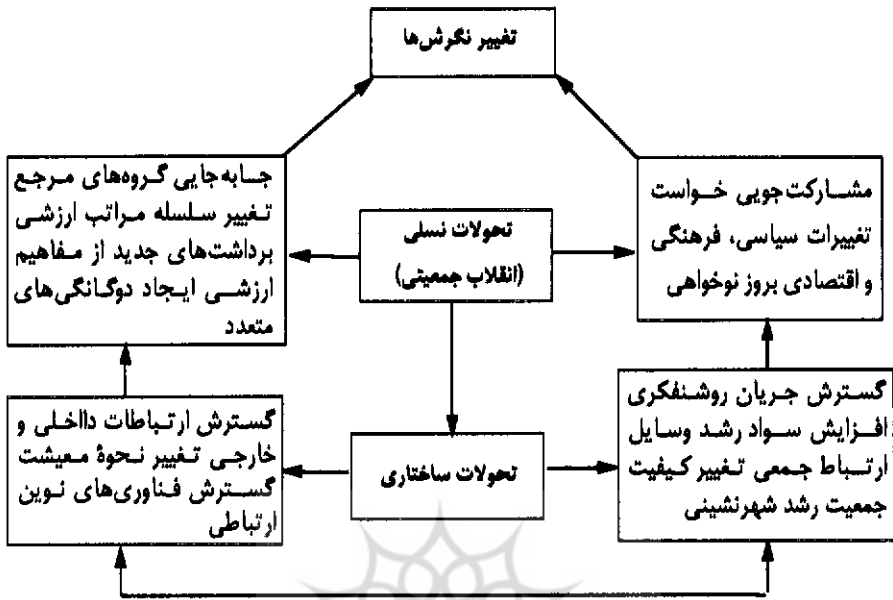 تغییر نگرش‌ها
مشارکت‌جویی خواست
تغییرات سیاسی، فرهنگی
و اقتصادی بروز نوخواهی
تحولات نسلی
(انقلاب جمعیتی)
جسابه‌جایی گروه‌های مرجع
تغییر سلسله مراتب ارزشی
برداشت‌های جدید از مفاهیم
ارزشی ایجاد دوگانگی‌های
متعدد
گسترش جریان روشنفکری
افزایش سواد رشد وسایل
ارتباط جمعی تغییر کیفیت
جمعیت رشد شهرنشینی
تحولات ساختاری
گسترش ارتباطات دااخلی و
خارجی تغییر نحوهٔ معیشت
گسترش فناوری‌های نوین
ارتباطی